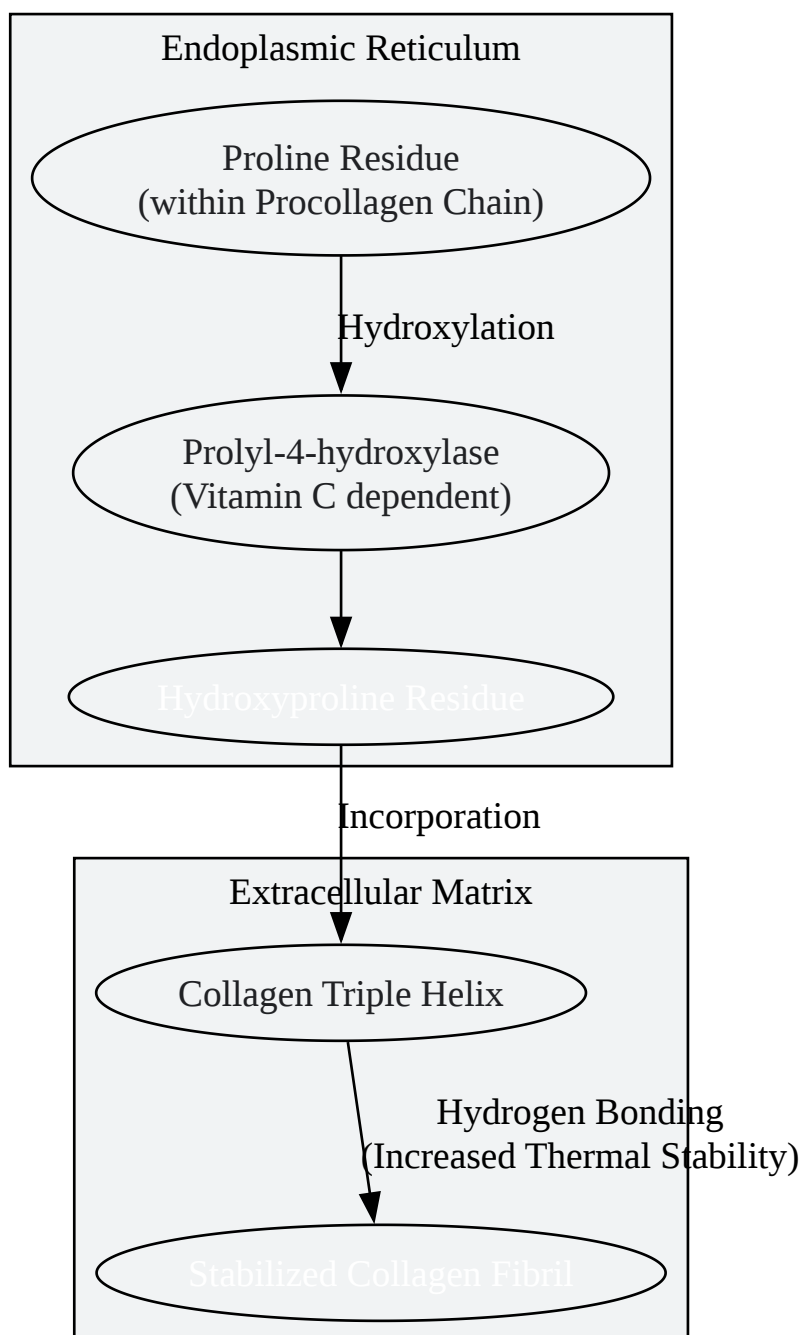 Endoplasmic Reticulum
Proline Residue
(within Procollagen Chain)
Hydroxylation
Prolyl-4-hydroxylase
(Vitamin C dependent)
Hydroxyproline Residue
Incorporation
Extracellular Matrix
Collagen Triple Helix
Hydrogen Bonding
(Increased Thermal Stability)
Stabilized Collagen Fibril